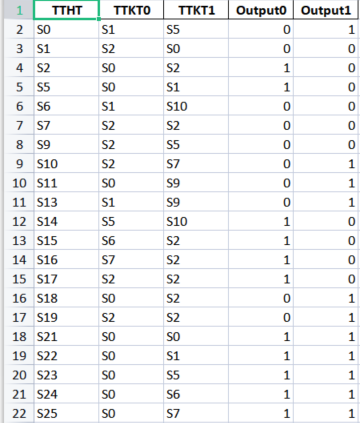 1 TTHT TTKT0 TTKT1 Output0 Output1
2 S0 S1 S5 0 1
3 S1 S2 S0 0 0
4 S2 S0 S2 1 0
5 S5 S0 S1 1 0
6 S6 S1 S10 0 0
7 S7 S2 S2 0 0
8 S9 S2 S5 0 0
9 S10 S2 S7 0 1
10 S11 S0 S9 0 1
11 S13 S1 S9 0 1
12 S14 S5 S10 1 0
13 S15 S6 S2 1 0
14 S16 S7 S2 1 0
15 S17 S2 S2 1 0
16 S18 S0 S2 0 1
17 S19 S2 S2 0 1
18 S21 S0 S0 1 1
19 S22 S0 S1 1 1
20 S23 S0 S5 1 1
21 S24 S0 S6 1 1
22 S25 S0 S7 1 1